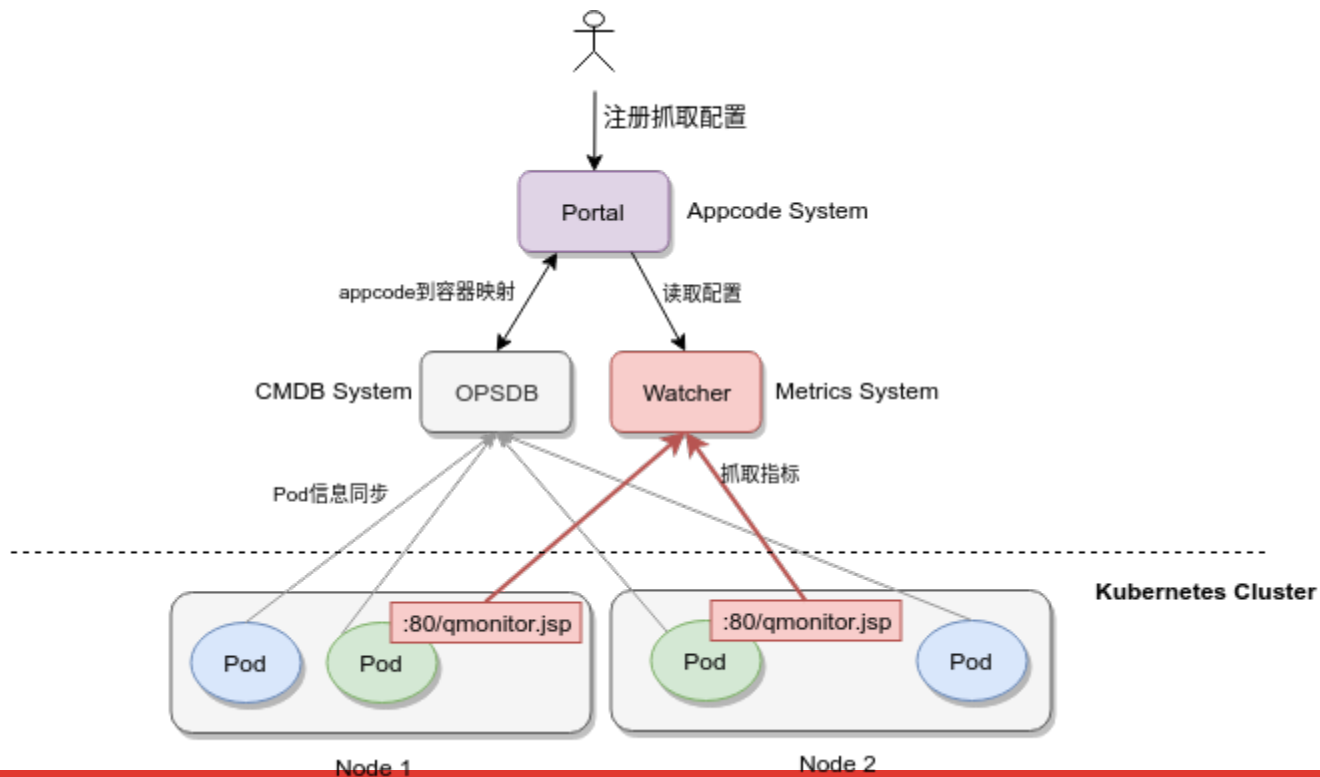 注册抓取配置
Portal
Appcode System
appcode到容器映射
读取配置
CMDB System
OPSDB
Watcher
Metrics System
抓取指标
Pod信息同步
Kubernetes Cluster
:80/qmonitor.jsp
:80/qmonitor.jsp
Pod
Pod
Pod
Pod
Node 1
Node 2